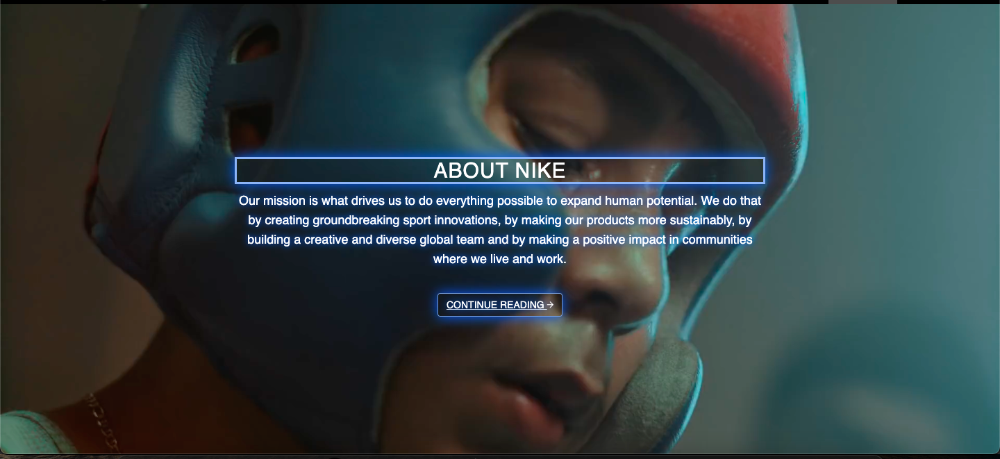 ABOUT NIKE
Our mission is what drives us to do everything possible to expand human potential. We do that
by creating groundbreaking sport innovations, by making our products more sustainably, by
building a creative and diverse global team and by making a positive impact in communities
where we live and work.
CONTINUE READING →